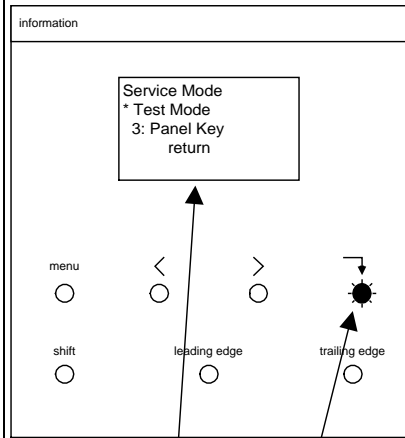 information
Service Mode
* Test Mode
3: Panel Key
return
menu < >
shift leading edge trailing edge